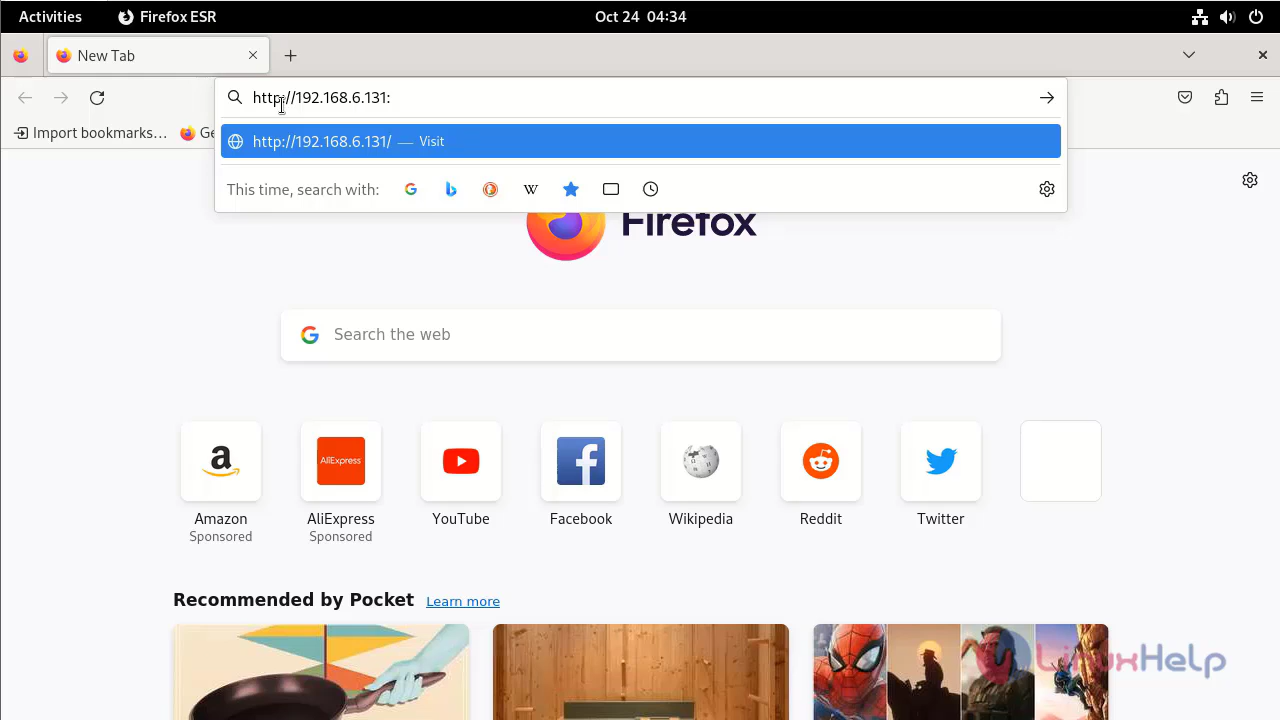 Activities Firefox ESR Oct 24 04:34
New Tab
http://192.168.6.131:
Import bookmarks... Ge
http://192.168.6.131/ — Visit
This time, search with: W
Firefox
Search the web
a AliExpress
Amazon AliExpress YouTube Facebook Wikipedia Reddit Twitter
Sponsored Sponsored
Recommended by Pocket Learn more
LinuxHelp